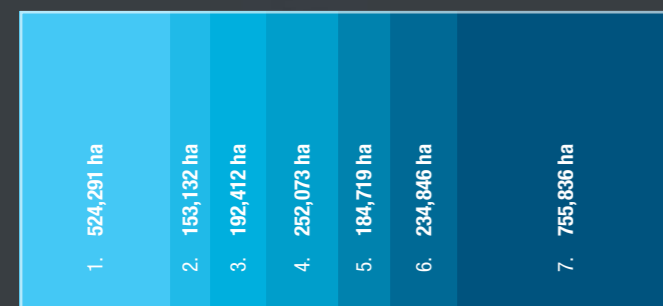 1. 524,291 ha
2. 153,132 ha
3. 192,412 ha
4. 252,073 ha
5. 184,719 ha
6. 234,846 ha
7. 755,836 ha